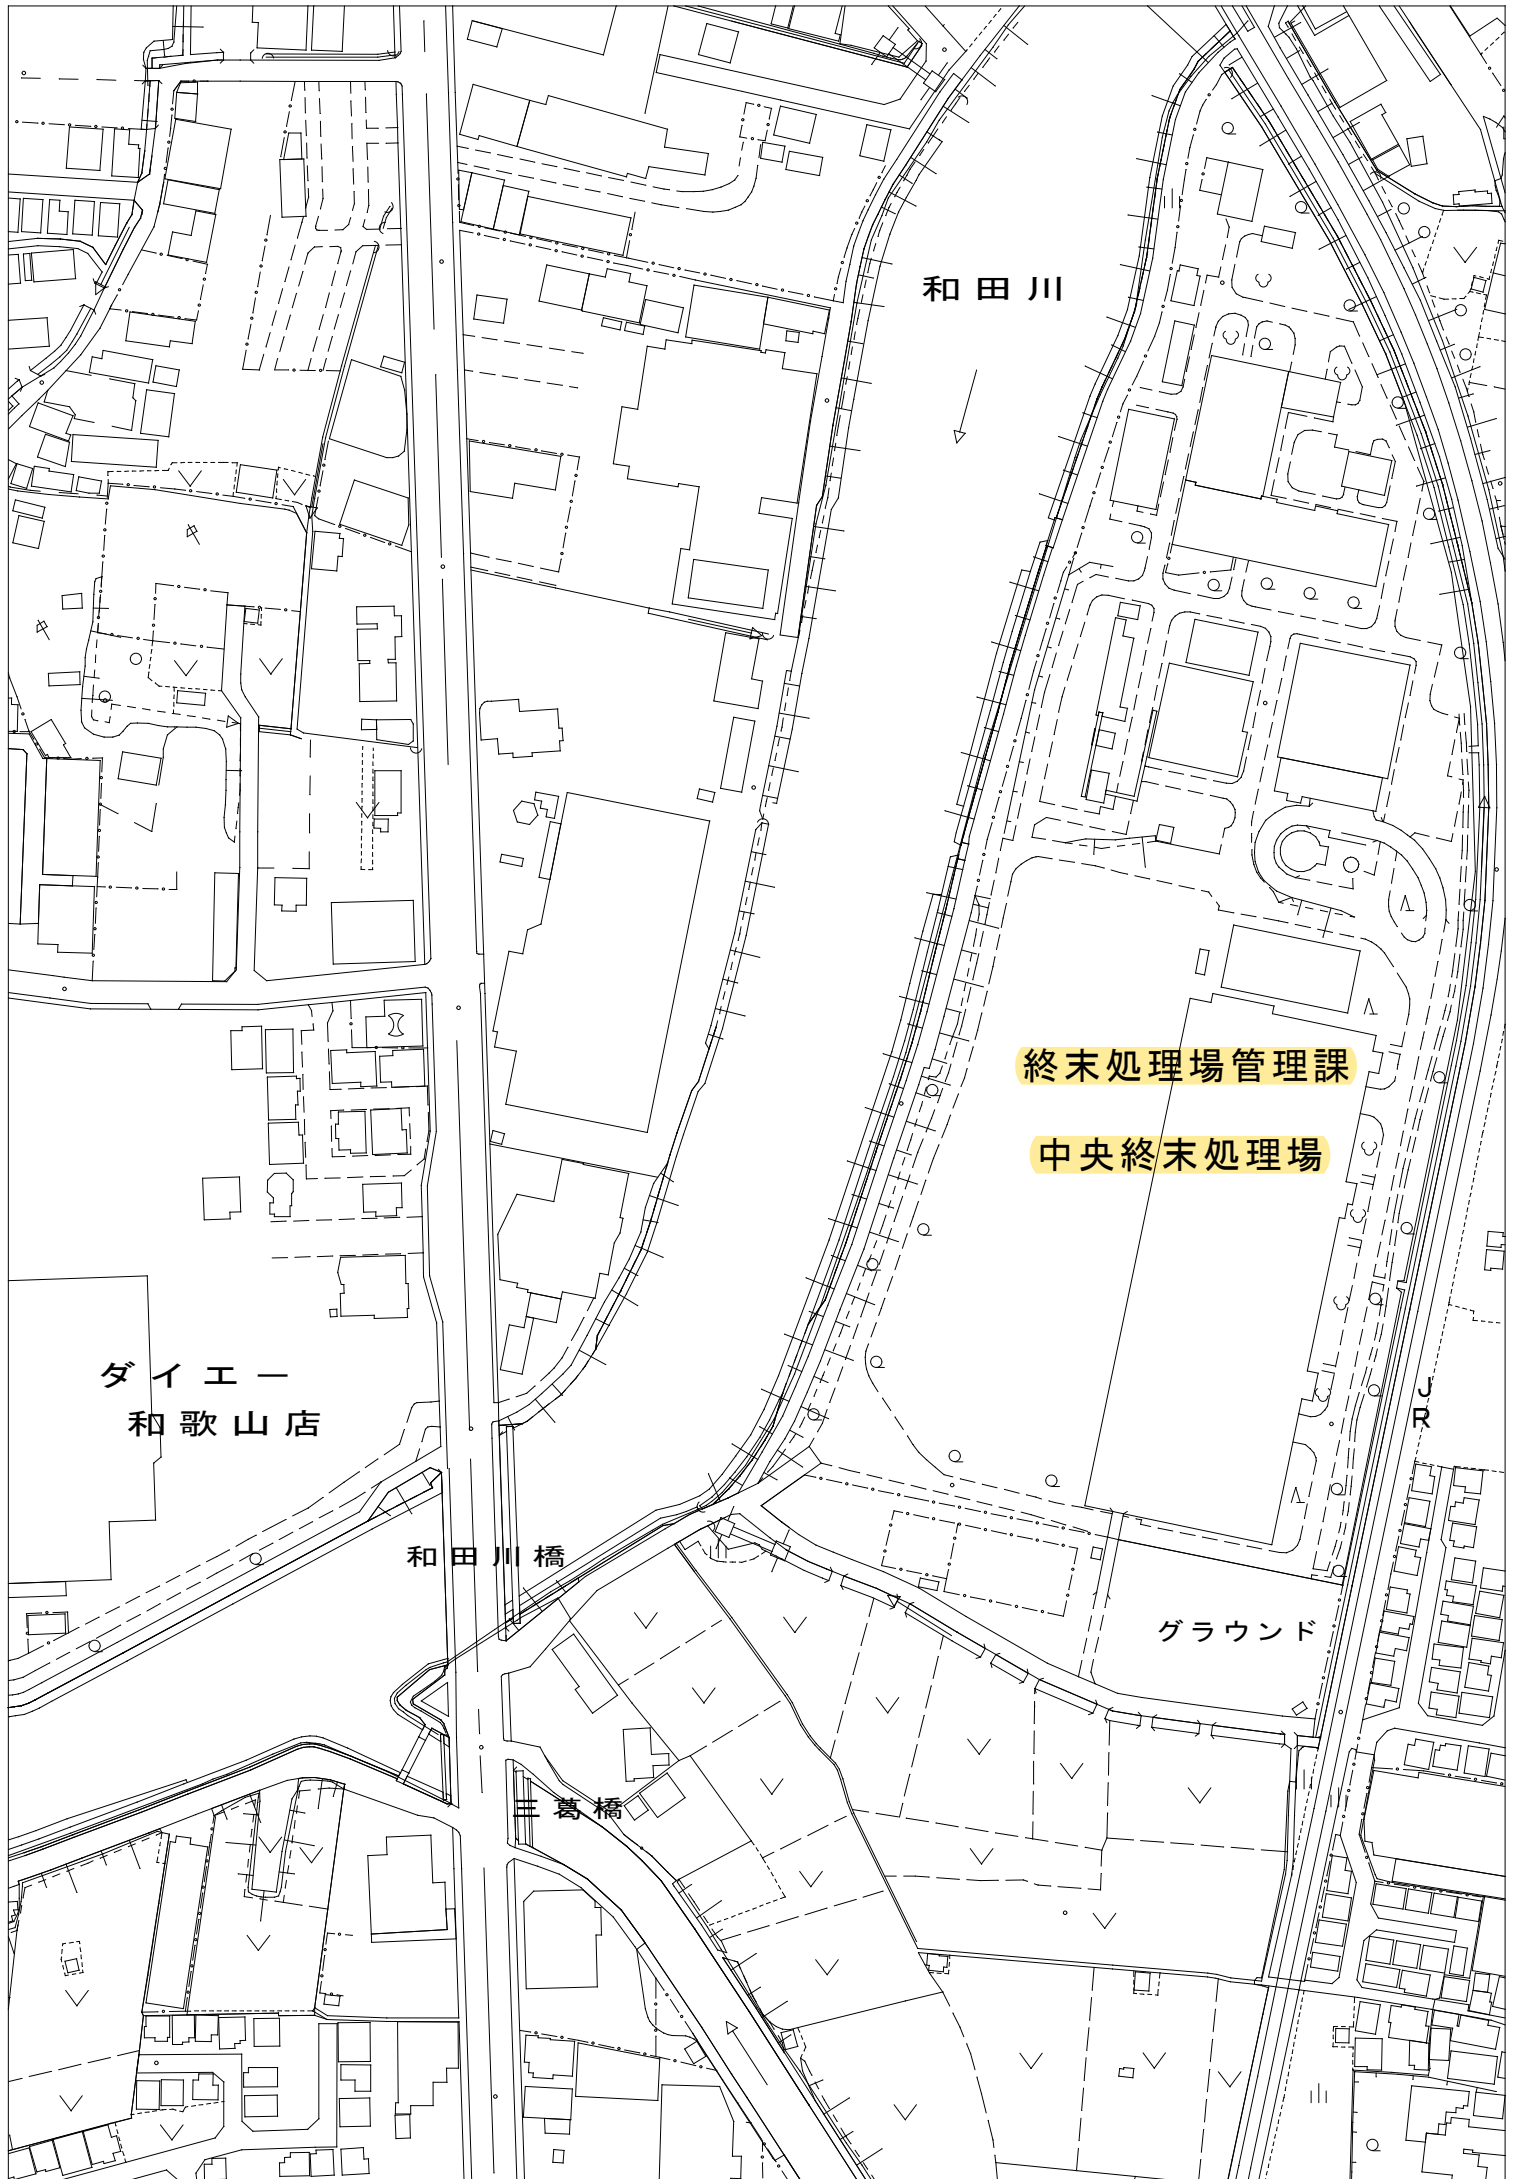 和田川
終末処理場管理課
中央終末処理場
ダイエー
和歌山店
JR
和田川橋
グラウンド
三葛橋